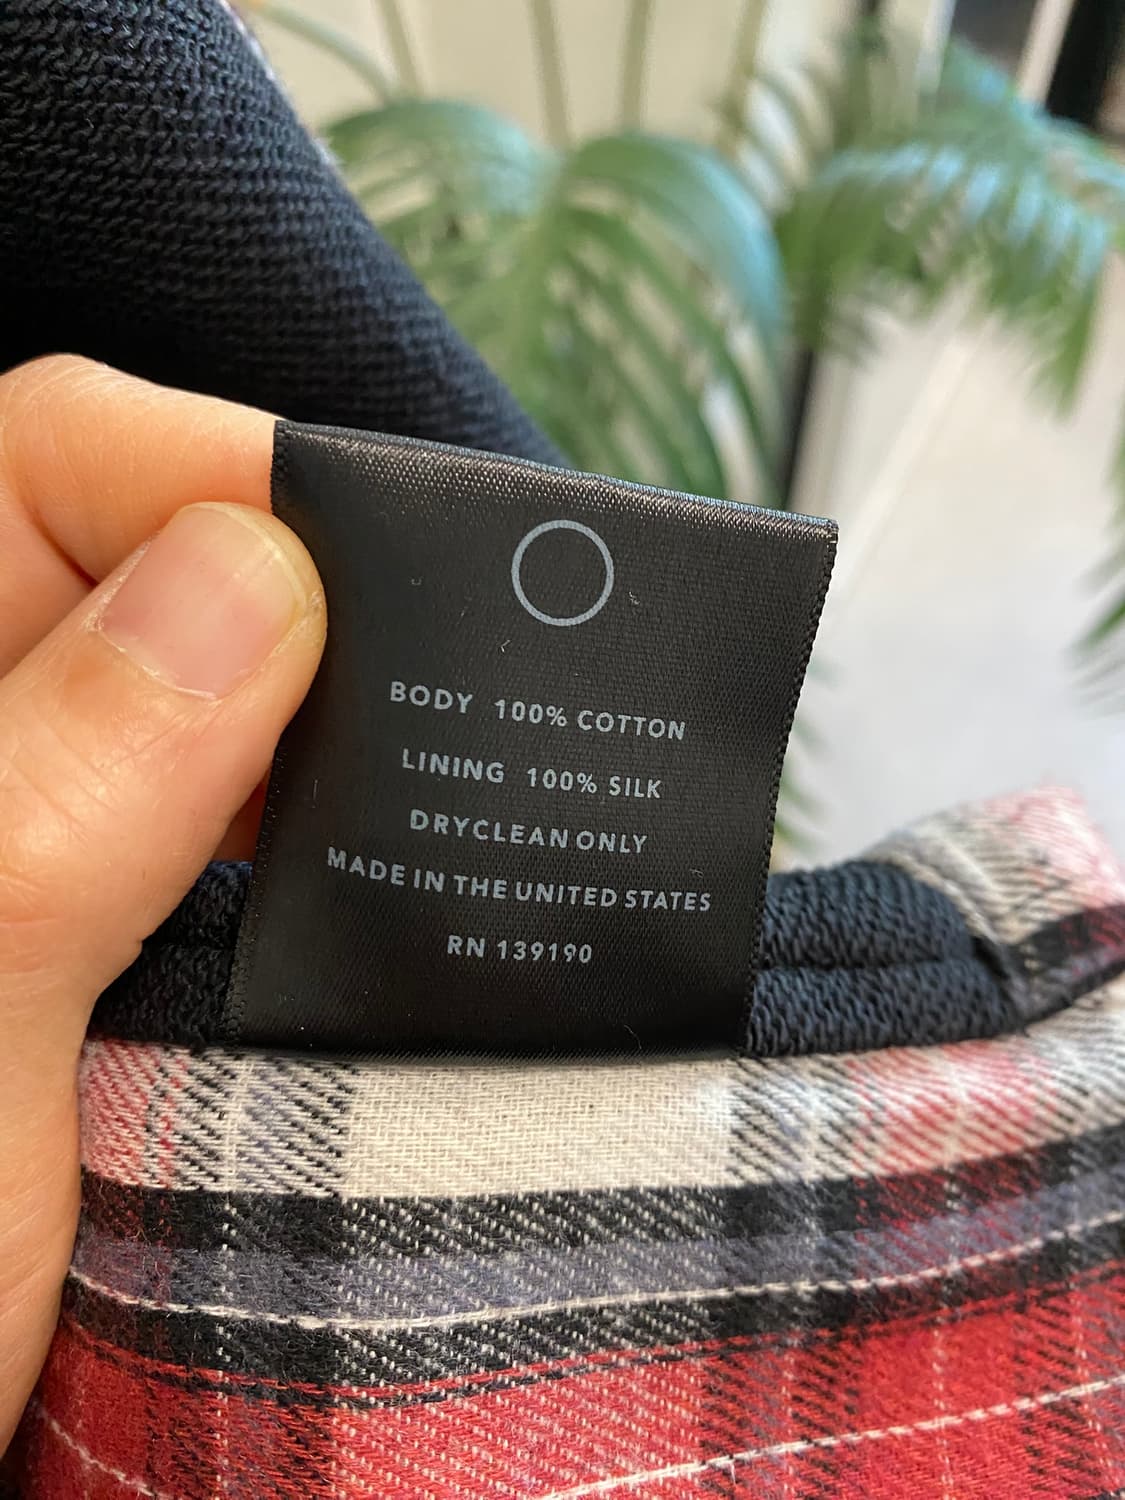 BODY 100% COTTON
LINING 100% SILK
DRYCLEAN ONLY
MADE IN THE UNITED STATES
RN 139190